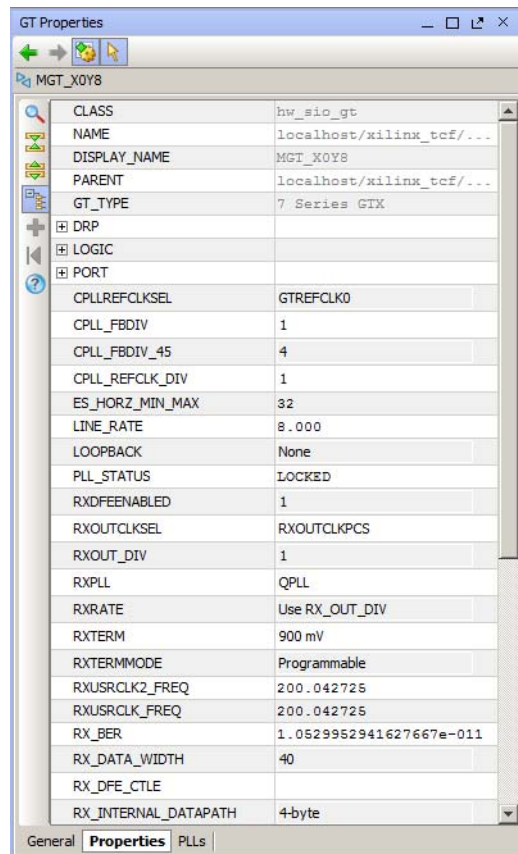 GT Properties
MGT_X0Y8
CLASS hw_sio_gt
NAME localhost/xilinx_tcf/...
DISPLAY_NAME MGT_X0Y8
PARENT localhost/xilinx_tcf/...
GT_TYPE 7 Series GTX
DRP
LOGIC
PORT
CPLLREFCLKSEL GTREFCLK0
CPLL_FBDIV 1
CPLL_FBDIV_45 4
CPLL_REFCLK_DIV 1
ES_HORZ_MIN_MAX 32
LINE_RATE 8.000
LOOPBACK None
PLL_STATUS LOCKED
RXDFEENABLED 1
RXOUTCLKSEL RXOUTCLKPCS
RXOUT_DIV 1
RXPLL QPLL
RXRATE Use RX_OUT_DIV
RXTERM 900 mV
RXTERMMODE Programmable
RXUSRCLK2_FREQ 200.042725
RXUSRCLK_FREQ 200.042725
RX_BER 1.0529952941627667e-011
RX_DATA_WIDTH 40
RX_DFE_CTLE
RX_INTERNAL_DATAPATH 4-byte
General Properties PLLs